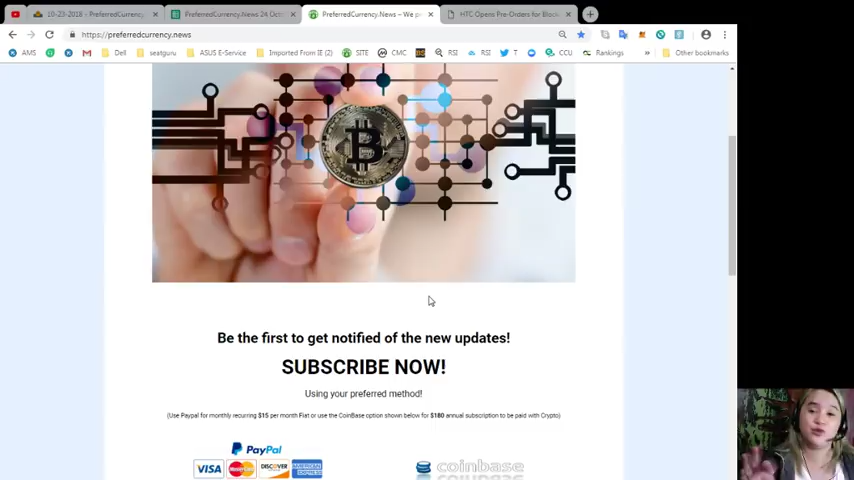 10-23-2018 - PreferredCurrency.N
PreferredCurrency.News 24 Oct
PreferredCurrency.News – We p
HTC Opens Pre-Orders for Block
https://preferredcurrency.news
AMS
Dell
seatguru
ASUS E-Service
Imported From IE (2)
SITE
CMC
RSI
RSI
T
CCU
Rankings
»
Other bookmarks
Be the first to get notified of the new updates!
SUBSCRIBE NOW!
Using your preferred method!
(Use Paypal for monthly recurring $15 per month Fiat or use the CoinBase option shown below for $180 annual subscription to be paid with Crypto)
PayPal
coinbase
VISA
MasterCard
DISCOVER
AMERICAN EXPRESS